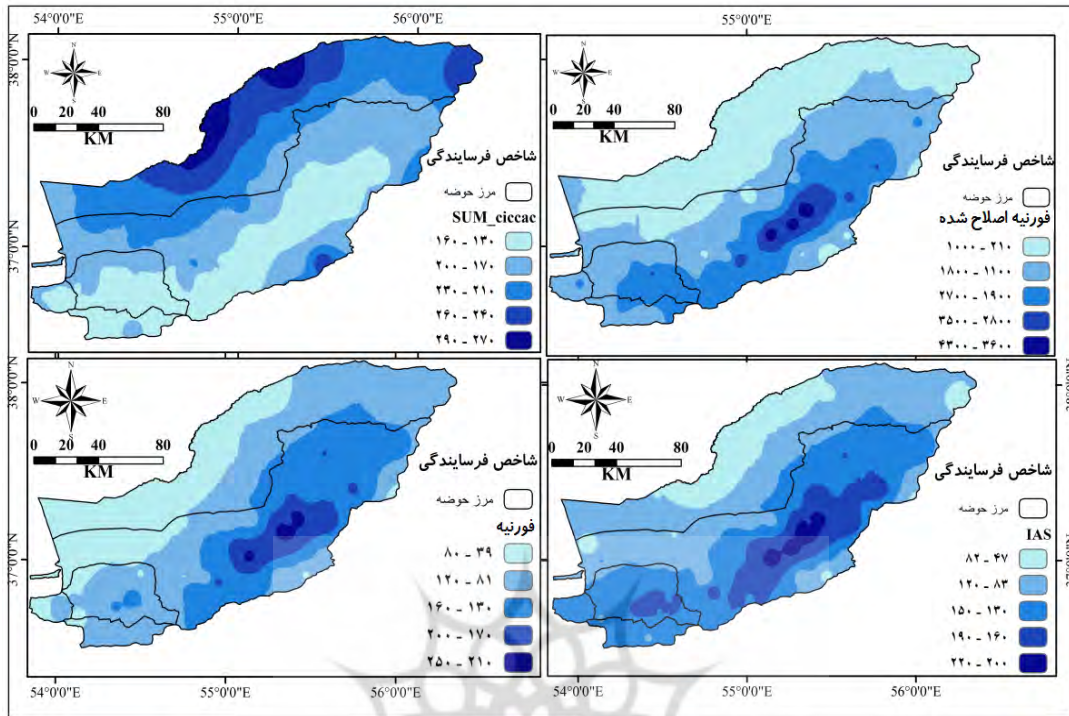 54°0'0"E 55°0'0"E 56°0'0"E
38°0'0"N
37°0'0"N
N
W E
S
0 20 40 80
KM
شاخص فرسایندگی
مرز حوضه
SUM_ciccac
۱۶۰ - ۱۳۰
۲۰۰ - ۱۷۰
۲۳۰ - ۲۱۰
۲۶۰ - ۲۴۰
۲۹۰ - ۲۷۰
55°0'0"E
N
W E
S
0 20 40 80
KM
شاخص فرسایندگی
مرز حوضه
فورنیه اصلاح شده
۱۰۰۰ - ۲۱۰
۱۸۰۰ - ۱۱۰۰
۲۷۰۰ - ۱۹۰۰
۳۵۰۰ - ۲۸۰۰
۴۳۰۰ - ۳۶۰۰
38°0'0"N
37°0'0"N
N
W E
S
0 20 40 80
KM
شاخص فرسایندگی
مرز حوضه
فورنیه
۸۰ - ۳۹
۱۲۰ - ۸۱
۱۶۰ - ۱۳۰
۲۰۰ - ۱۷۰
۲۵۰ - ۲۱۰
54°0'0"E 55°0'0"E 56°0'0"E
N
W E
S
0 20 40 80
KM
شاخص فرسایندگی
مرز حوضه
IAS
۸۲ - ۴۷
۱۲۰ - ۸۳
۱۵۰ - ۱۳۰
۱۹۰ - ۱۶۰
۲۲۰ - ۲۰۰
38°0'0"N
37°0'0"N
54°0'0"E 55°0'0"E 56°0'0"E